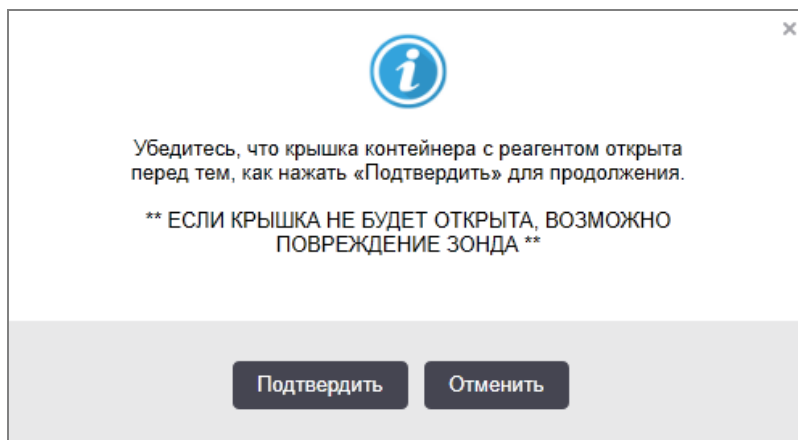 Убедитесь, что крышка контейнера с реагентом открыта
перед тем, как нажать «Подтвердить» для продолжения.
** ЕСЛИ КРЫШКА НЕ БУДЕТ ОТКРЫТА, ВОЗМОЖНО
ПОВРЕЖДЕНИЕ ЗОНДА **
Подтвердить Отменить